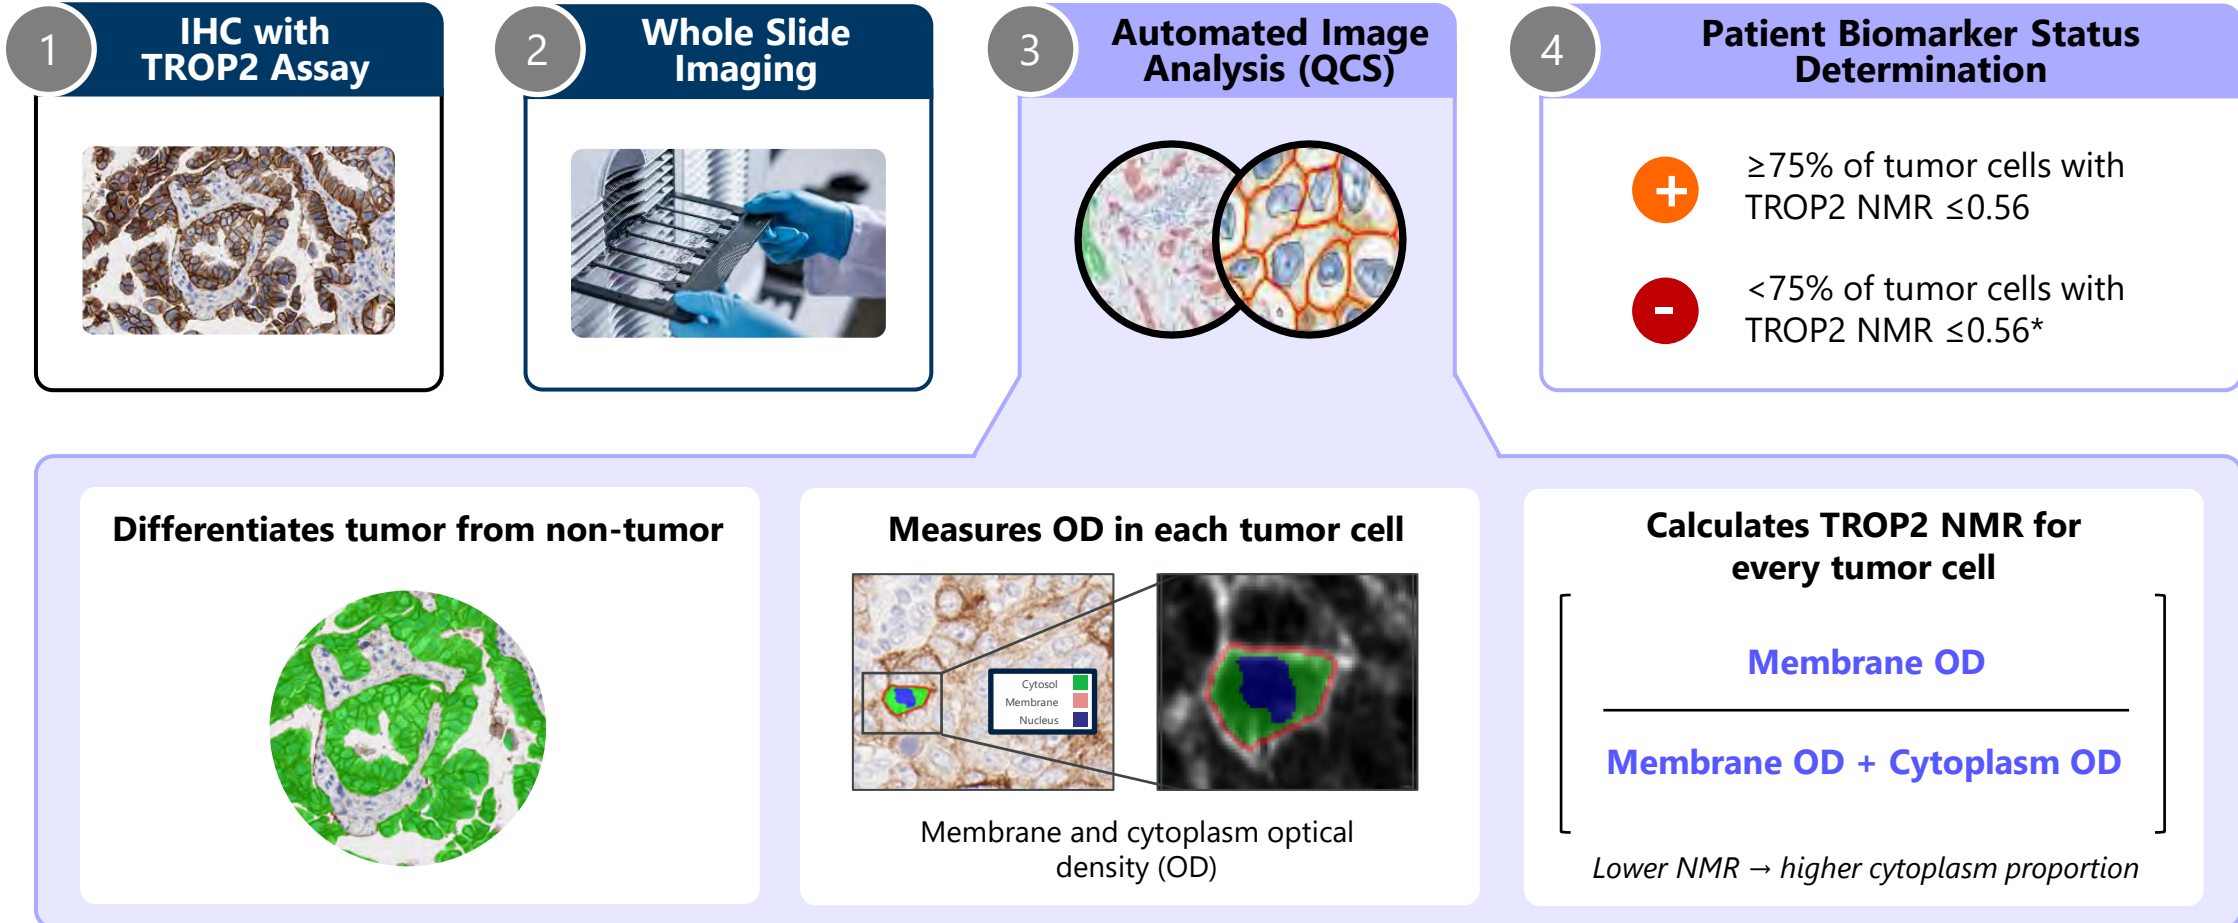 1
IHC with
TROP2 Assay
2
Whole Slide
Imaging
3
Automated Image
Analysis (QCS)
4
Patient Biomarker Status
Determination
+
≥75% of tumor cells with
TROP2 NMR ≤0.56
-
<75% of tumor cells with
TROP2 NMR ≤0.56*
Differentiates tumor from non-tumor
Measures OD in each tumor cell
Cytosol
Membrane
Nucleus
Membrane and cytoplasm optical
density (OD)
Calculates TROP2 NMR for
every tumor cell
Membrane OD
Membrane OD + Cytoplasm OD
Lower NMR → higher cytoplasm proportion